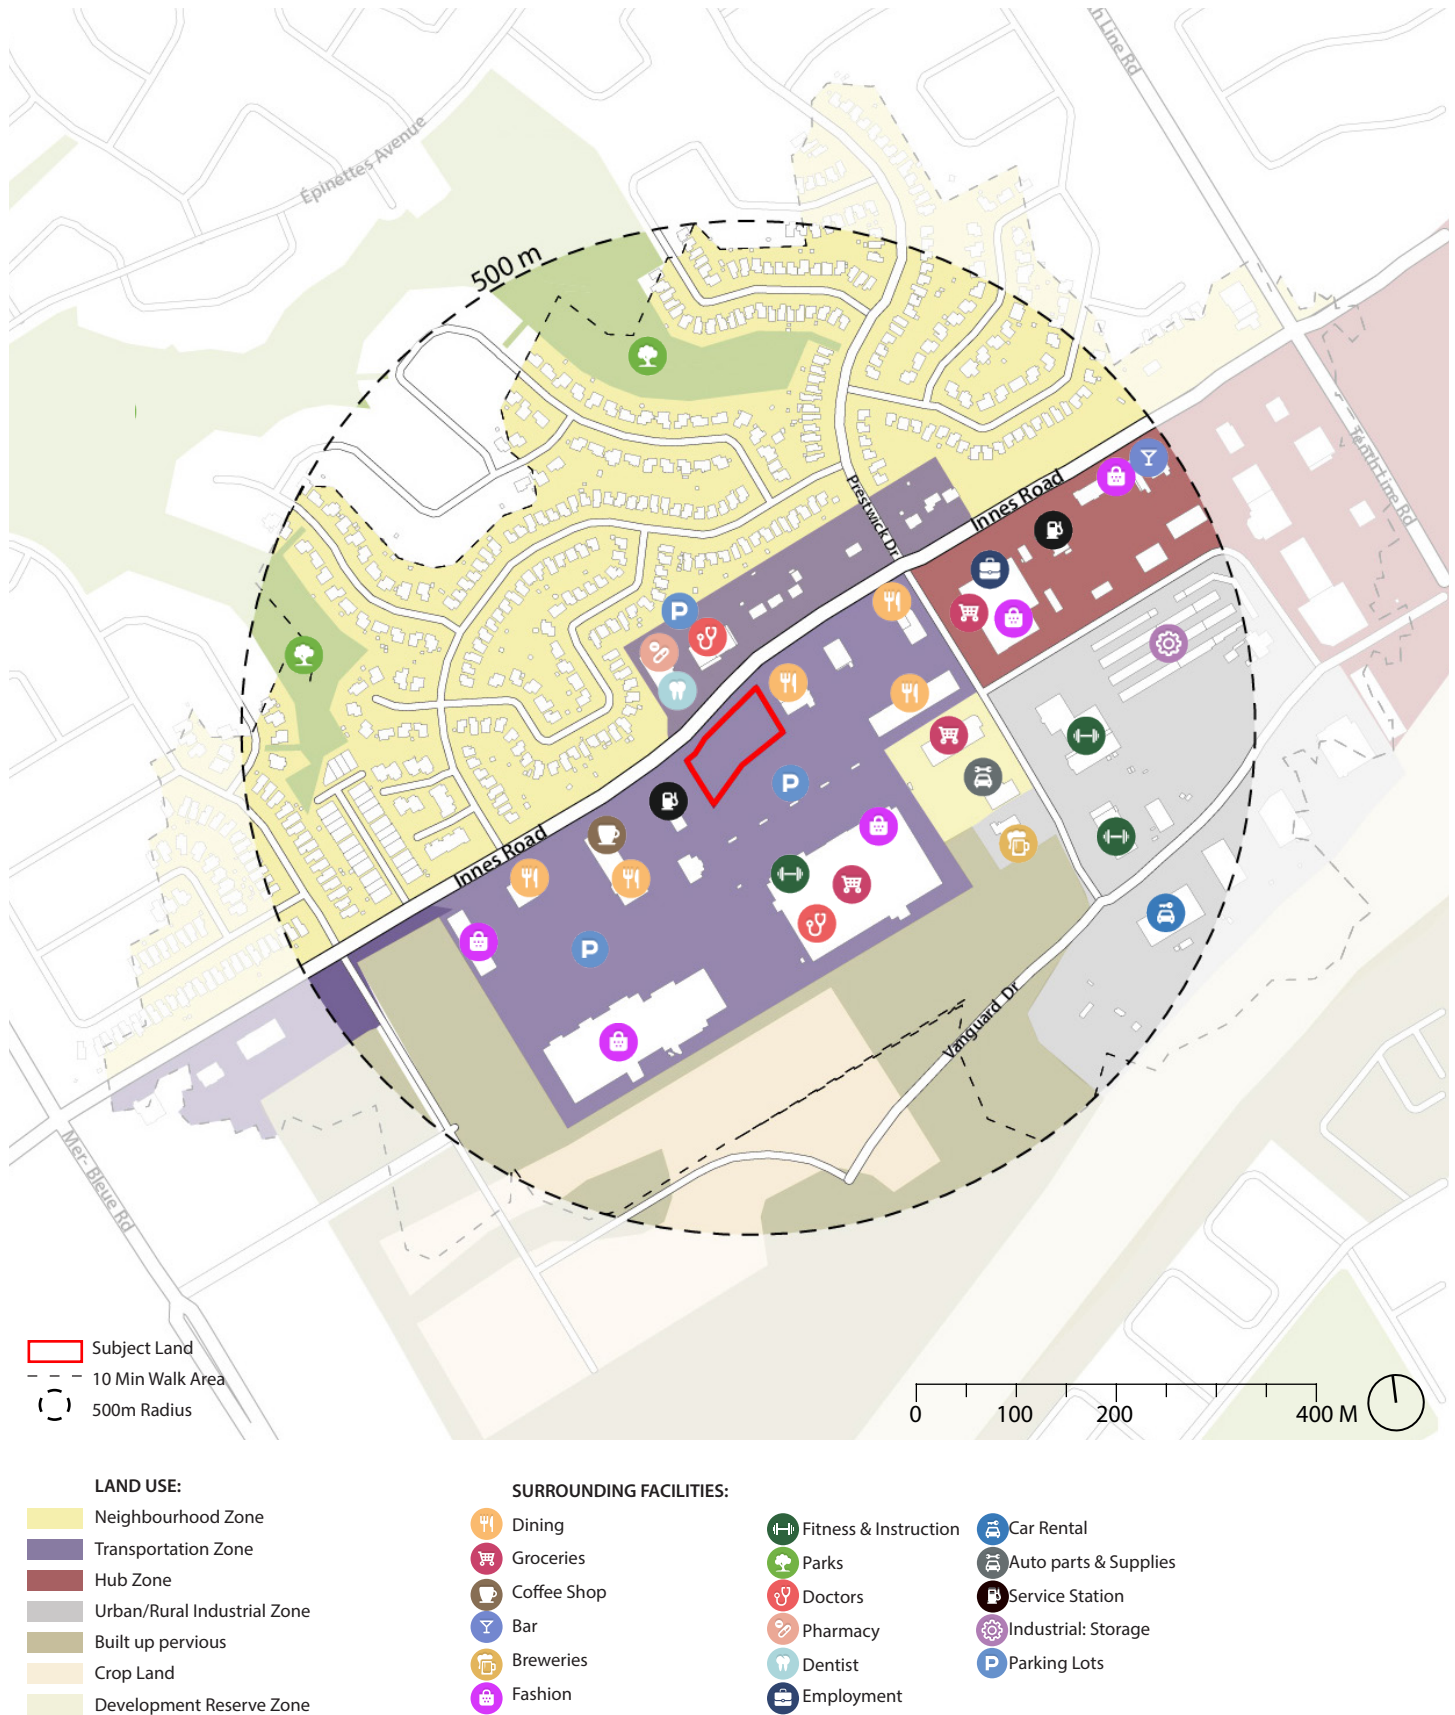 h Line Rd
Épinettes Avenue
500 m
Tenth Line Rd
Innes Road
Prestwick Dr
Innes Road
Vanguard Dr
Mer- Bleue Rd
Subject Land
10 Min Walk Area
500m Radius
0 100 200 400 M
LAND USE:
Neighbourhood Zone
Transportation Zone
Hub Zone
Urban/Rural Industrial Zone
Built up pervious
Crop Land
Development Reserve Zone
SURROUNDING FACILITIES:
Dining
Groceries
Coffee Shop
Bar
Breweries
Fashion
Fitness & Instruction
Parks
Doctors
Pharmacy
Dentist
Employment
Car Rental
Auto parts & Supplies
Service Station
Industrial: Storage
Parking Lots
P
P
P
P